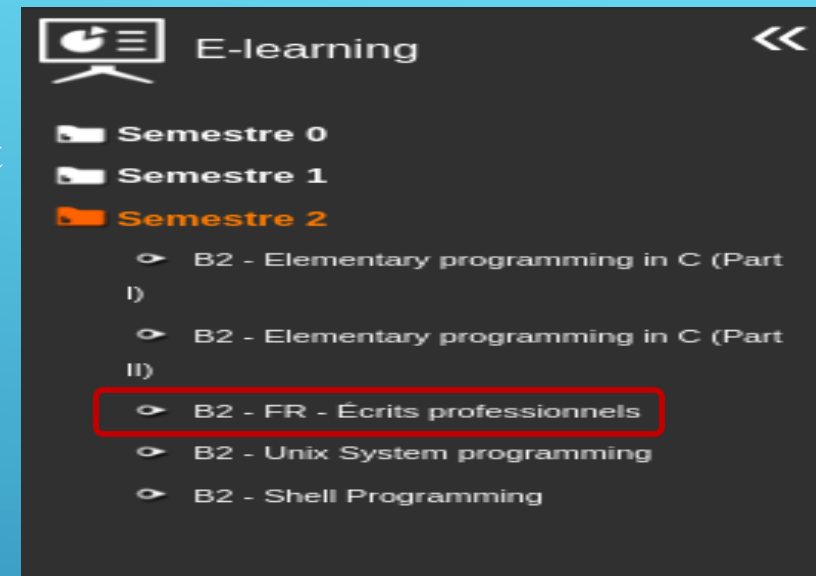 E-learning
Semestre 0
Semestre 1
Semestre 2
B2 - Elementary programming in C (Part
I)
B2 - Elementary programming in C (Part
II)
B2 - FR - Écrits professionnels
B2 - Unix System programming
B2 - Shell Programming